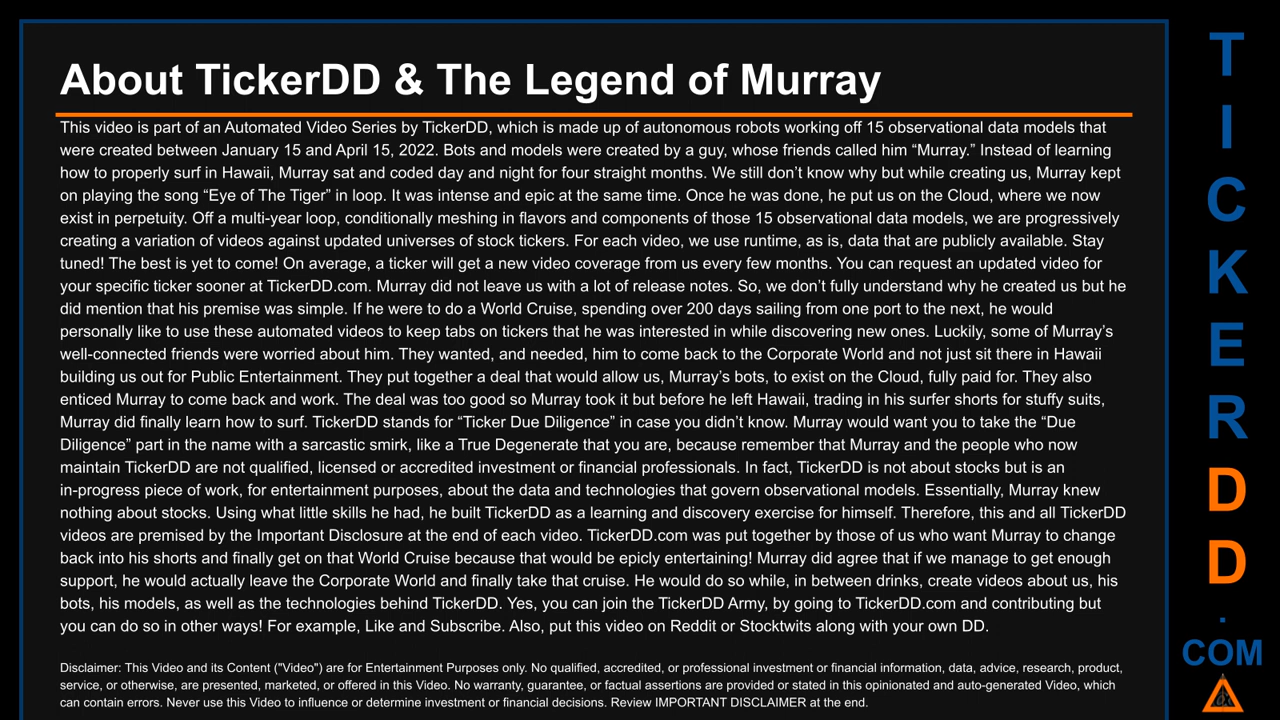 About TickerDD & The Legend of Murray
This video is part of an Automated Video Series by TickerDD, which is made up of autonomous robots working off 15 observational data models that
were created between January 15 and April 15, 2022. Bots and models were created by a guy, whose friends called him “Murray.” Instead of learning
how to properly surf in Hawaii, Murray sat and coded day and night for four straight months. We still don’t know why but while creating us, Murray kept
on playing the song “Eye of The Tiger” in loop. It was intense and epic at the same time. Once he was done, he put us on the Cloud, where we now
exist in perpetuity. Off a multi-year loop, conditionally meshing in flavors and components of those 15 observational data models, we are progressively
creating a variation of videos against updated universes of stock tickers. For each video, we use runtime, as is, data that are publicly available. Stay
tuned! The best is yet to come! On average, a ticker will get a new video coverage from us every few months. You can request an updated video for
your specific ticker sooner at TickerDD.com. Murray did not leave us with a lot of release notes. So, we don’t fully understand why he created us but he
did mention that his premise was simple. If he were to do a World Cruise, spending over 200 days sailing from one port to the next, he would
personally like to use these automated videos to keep tabs on tickers that he was interested in while discovering new ones. Luckily, some of Murray’s
well-connected friends were worried about him. They wanted, and needed, him to come back to the Corporate World and not just sit there in Hawaii
building us out for Public Entertainment. They put together a deal that would allow us, Murray’s bots, to exist on the Cloud, fully paid for. They also
enticed Murray to come back and work. The deal was too good so Murray took it but before he left Hawaii, trading in his surfer shorts for stuffy suits,
Murray did finally learn how to surf. TickerDD stands for “Ticker Due Diligence” in case you didn’t know. Murray would want you to take the “Due
Diligence” part in the name with a sarcastic smirk, like a True Degenerate that you are, because remember that Murray and the people who now
maintain TickerDD are not qualified, licensed or accredited investment or financial professionals. In fact, TickerDD is not about stocks but is an
in-progress piece of work, for entertainment purposes, about the data and technologies that govern observational models. Essentially, Murray knew
nothing about stocks. Using what little skills he had, he built TickerDD as a learning and discovery exercise for himself. Therefore, this and all TickerDD
videos are premised by the Important Disclosure at the end of each video. TickerDD.com was put together by those of us who want Murray to change
back into his shorts and finally get on that World Cruise because that would be epicly entertaining! Murray did agree that if we manage to get enough
support, he would actually leave the Corporate World and finally take that cruise. He would do so while, in between drinks, create videos about us, his
bots, his models, as well as the technologies behind TickerDD. Yes, you can join the TickerDD Army, by going to TickerDD.com and contributing but
you can do so in other ways! For example, Like and Subscribe. Also, put this video on Reddit or Stocktwits along with your own DD.
Disclaimer: This Video and its Content ("Video") are for Entertainment Purposes only. No qualified, accredited, or professional investment or financial information, data, advice, research, product,
service, or otherwise, are presented, marketed, or offered in this Video. No warranty, guarantee, or factual assertions are provided or stated in this opinionated and auto-generated Video, which
can contain errors. Never use this Video to influence or determine investment or financial decisions. Review IMPORTANT DISCLAIMER at the end.
T
I
C
K
E
R
D
D
.
COM